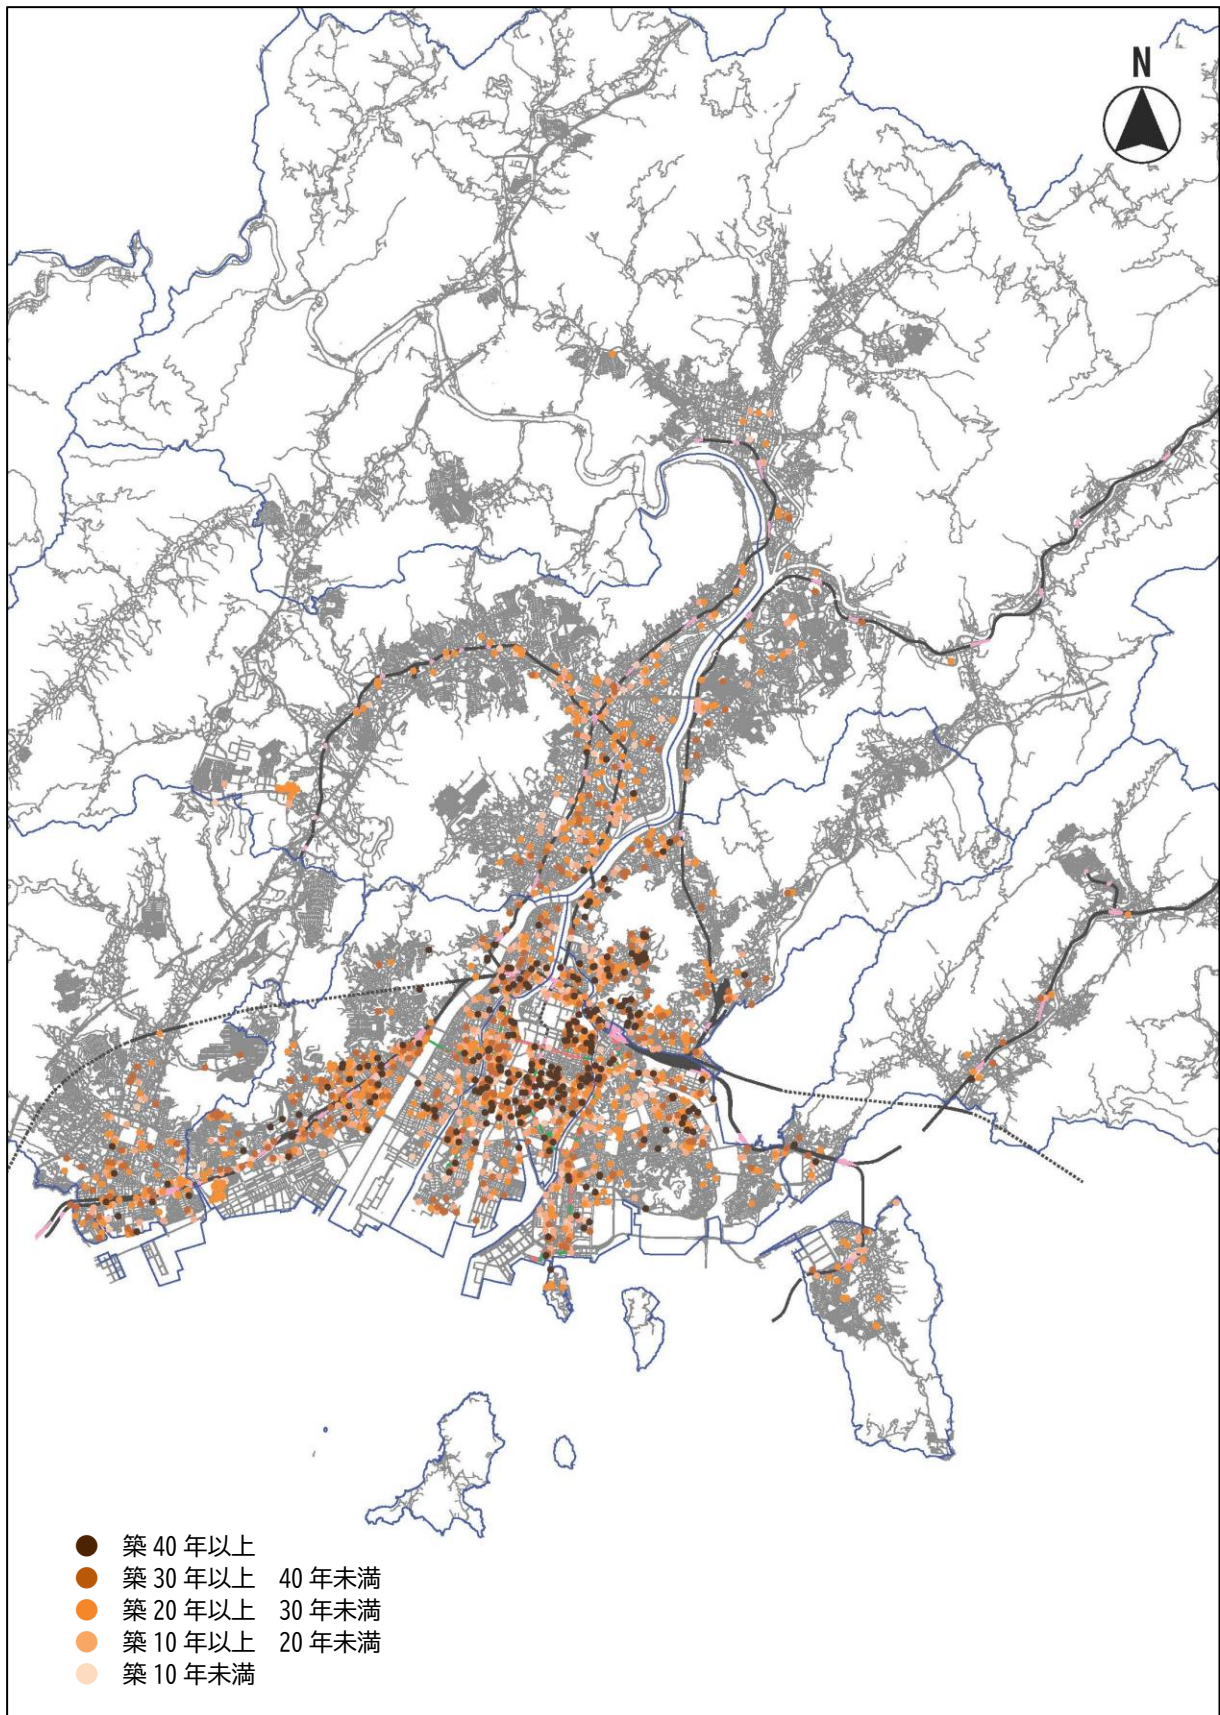 N
築 40 年以上
築 30 年以上　40 年未満
築 20 年以上　30 年未満
築 10 年以上　20 年未満
築 10 年未満